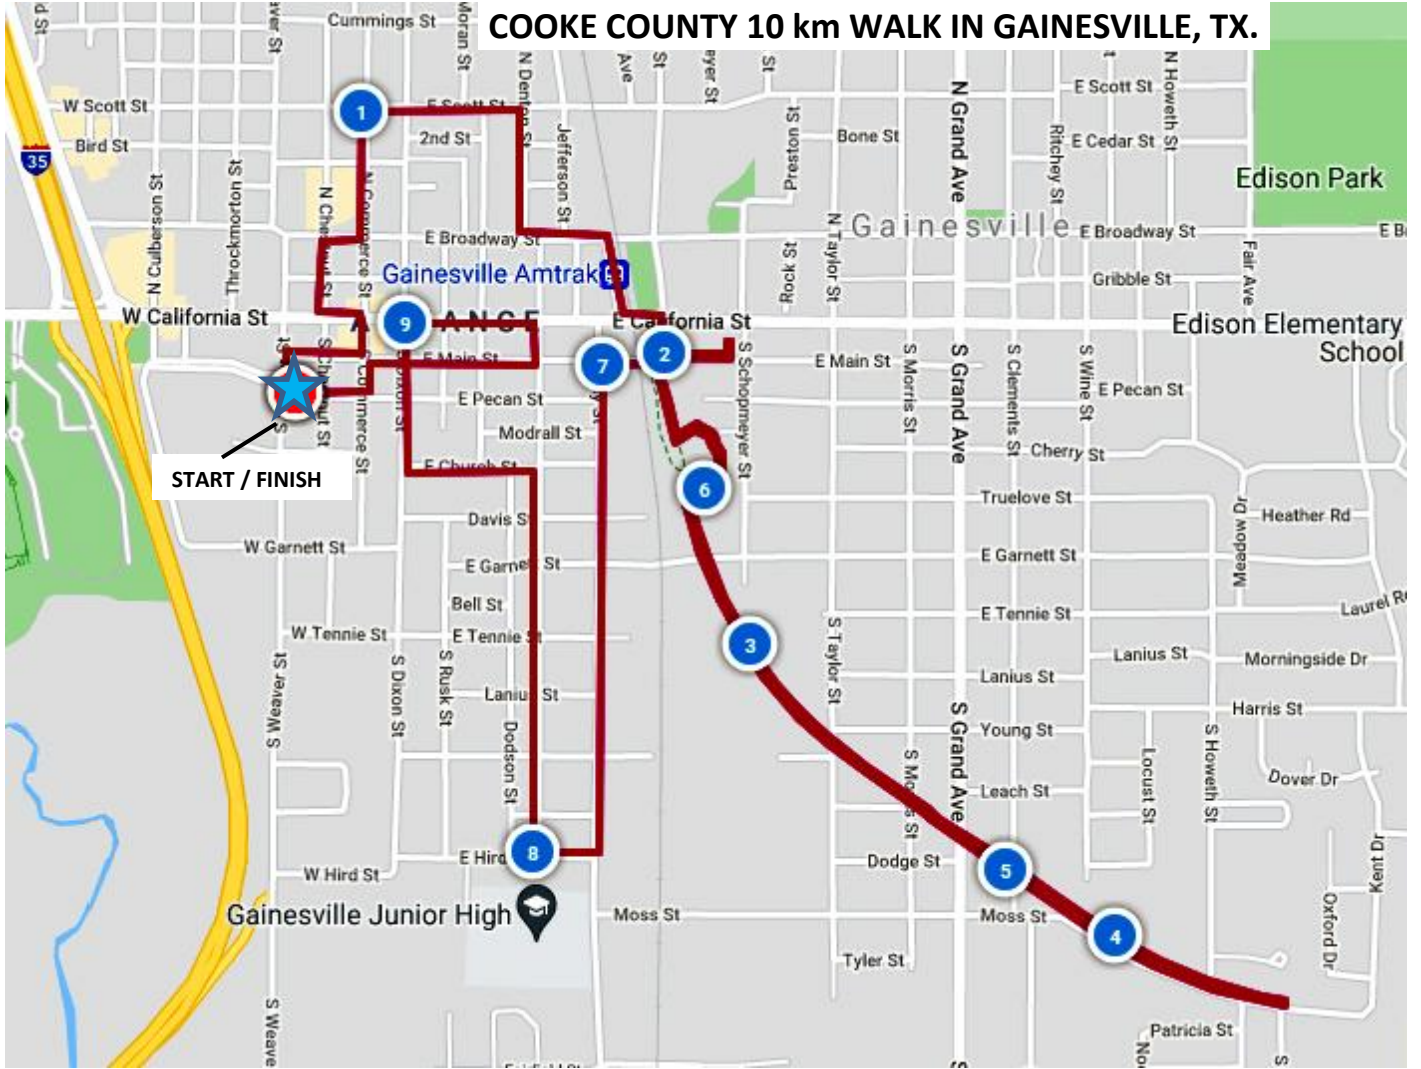 COOKE COUNTY 10 km WALK IN GAINESVILLE, TX.
Cummings St
Moran St
Ave
N Denton St
W Scott St
E Scott St
E Scott St
1
Bird St
2nd St
Bone St
E Cedar St
N Howeth St
Ritchey St
Preston St
Jefferson St
N Grand Ave
35
Edison Park
N Culberson St
Throckmorton St
N Commerce St
Gainesville
E Broadway St
E Broadway St
Gainesville Amtrak
Rock St
N Taylor St
Gribble St
Fair Ave
W California St
9
E California St
Edison Elementary
School
E Main St
7
2
E Main St
S Schopmeyer St
S Morris St
S Grand Ave
S Clements St
S Wine St
E Pecan St
E Pecan St
Modrall St
S Commerce St
START / FINISH
E Church St
Cherry St
6
Truelove St
Meadow Dr
Heather Rd
Davis St
W Garnett St
E Garnett St
E Garnett St
Bell St
E Tennie St
W Tennie St
E Tennie St
3
S Taylor St
Lanius St
Lanius St
Morningside Dr
S Weaver St
S Dixon St
S Rusk St
Lanius St
Harris St
S Grand Ave
Young St
Dodson St
Locust St
S Howeth St
Dover Dr
Leach St
Kent Dr
8
W Hird St
Dodge St
5
Gainesville Junior High
Moss St
Moss St
4
Oxford Dr
Tyler St
Patricia St